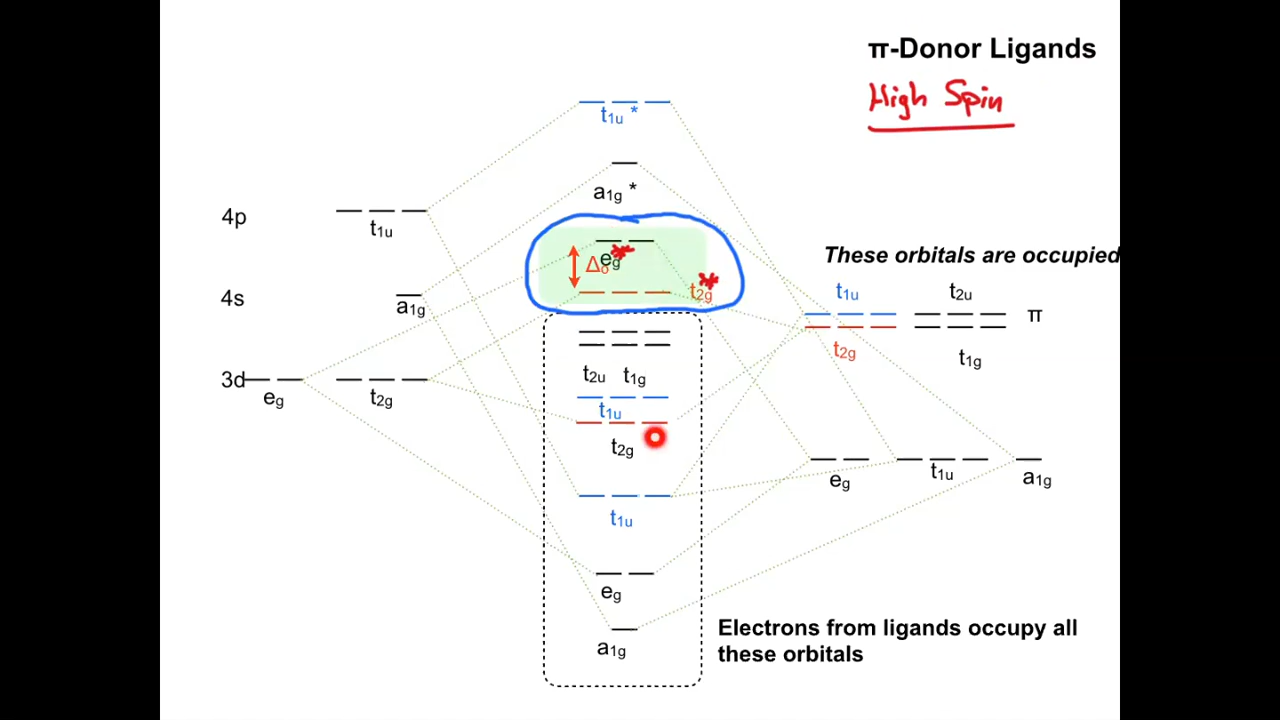 π-Donor Ligands
High Spin
t1u *
a1g *
4p
t1u
eg*
Δo
t2g*
These orbitals are occupied
4s
a1g
t1u
t2u
π
t2g
t1g
3d
eg
t2g
t2u t1g
t1u
t2g
eg
t1u
a1g
t1u
eg
a1g
Electrons from ligands occupy all
these orbitals